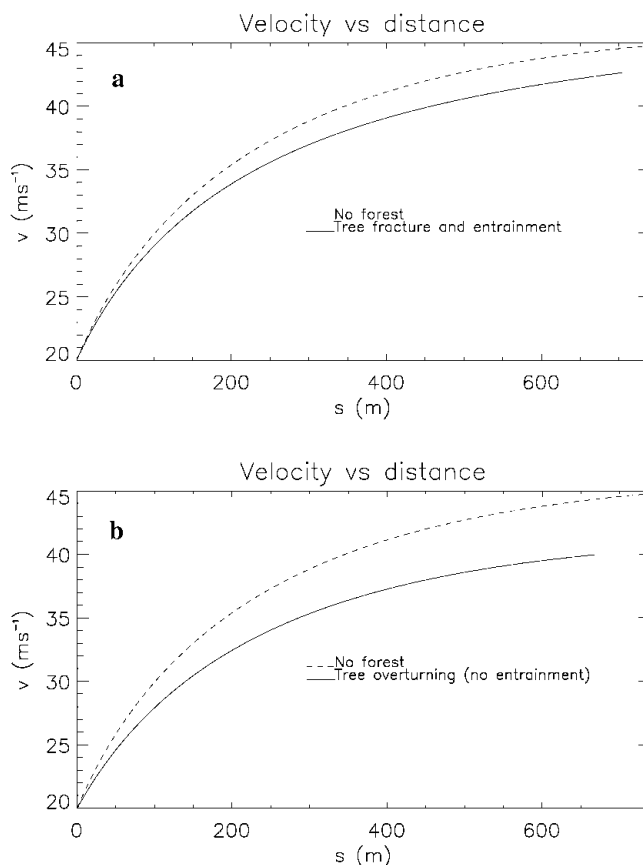 Velocity vs distance
45
a
40
35
v (ms⁻¹)
No forest
30
Tree fracture and entrainment
25
20
0
200
400
600
s (m)
Velocity vs distance
45
b
40
35
v (ms⁻¹)
No forest
Tree overturning (no entrainment)
30
25
20
0
200
400
600
s (m)